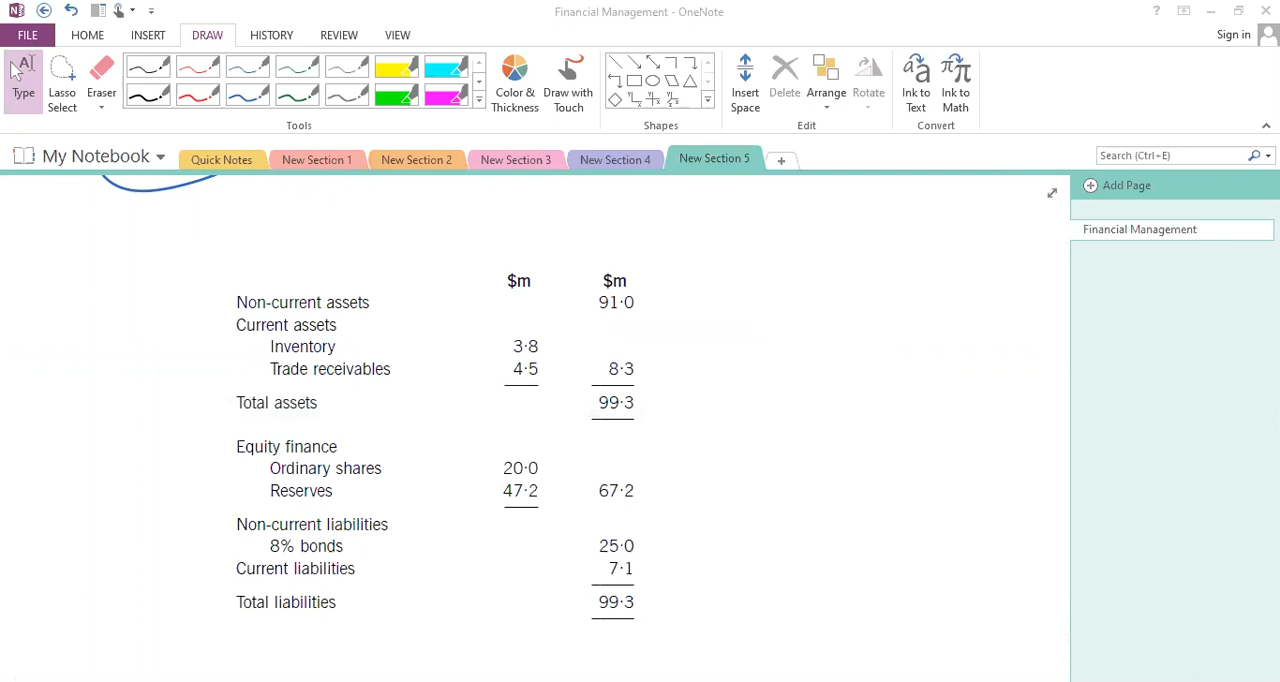 Financial Management - OneNote
?
FILE HOME INSERT DRAW HISTORY REVIEW VIEW Sign in
Type
Lasso Select
Eraser
Color & Thickness
Draw with Touch
Insert Space
Delete
Arrange
Rotate
Ink to Text
Ink to Math
Tools Shapes Edit Convert
My Notebook Quick Notes New Section 1 New Section 2 New Section 3 New Section 4 New Section 5 Search (Ctrl+E)
Add Page
Financial Management
$m $m
Non-current assets 91·0
Current assets
Inventory 3·8
Trade receivables 4·5 8·3
Total assets 99·3
Equity finance
Ordinary shares 20·0
Reserves 47·2 67·2
Non-current liabilities
8% bonds 25·0
Current liabilities 7·1
Total liabilities 99·3